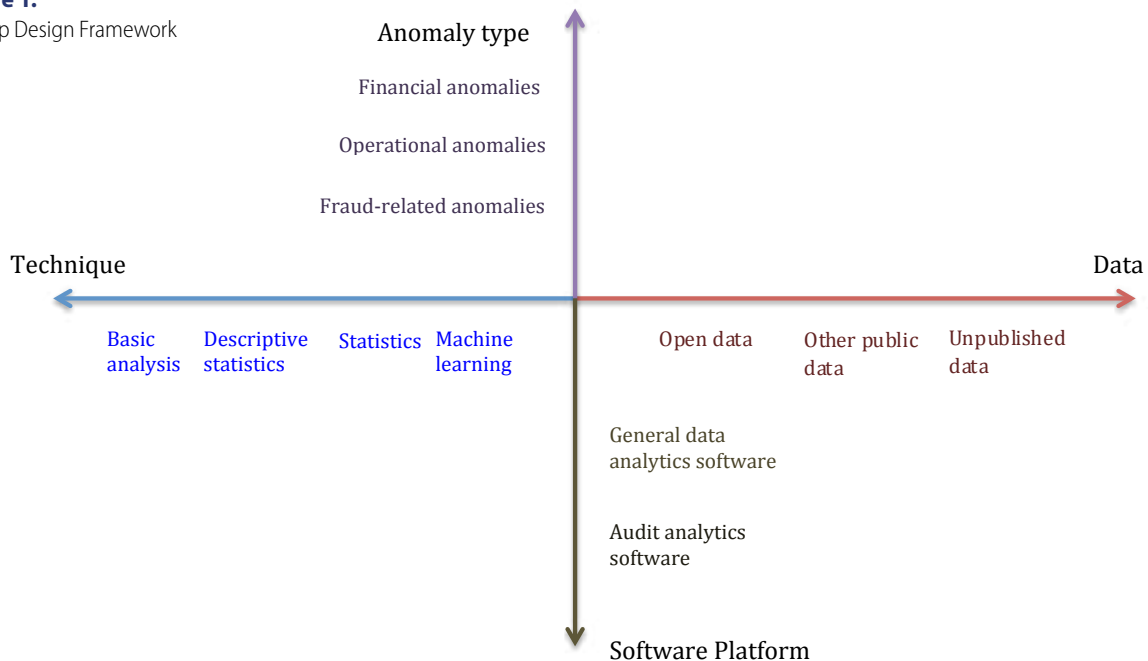 e 1.
p Design Framework
Anomaly type
Financial anomalies
Operational anomalies
Fraud-related anomalies
Technique
Data
Basic
analysis
Descriptive
statistics
Statistics
Machine
learning
Open data
Other public
data
Unpublished
data
General data
analytics software
Audit analytics
software
Software Platform